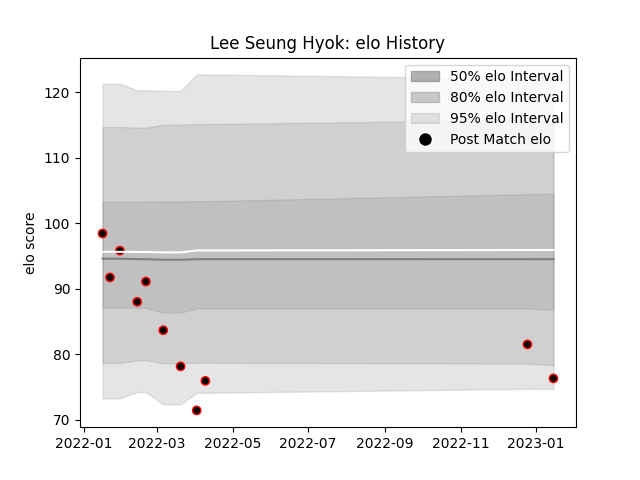 Lee Seung Hyok: elo History
50% elo Interval
80% elo Interval
95% elo Interval
Post Match elo
elo score
120
110
100
90
80
70
2022-01
2022-03
2022-05
2022-07
2022-09
2022-11
2023-01